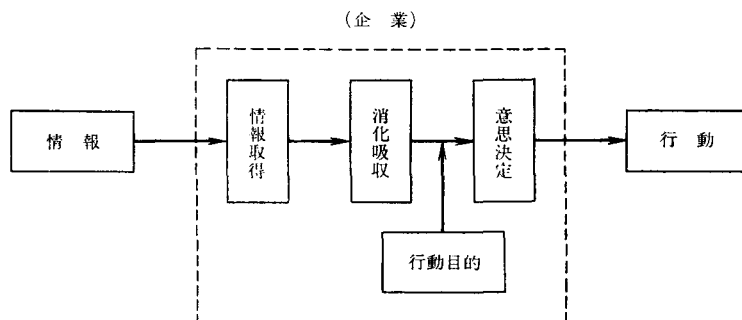 (企業)
情報
情報取得
消化吸収
意思決定
行動
行動目的